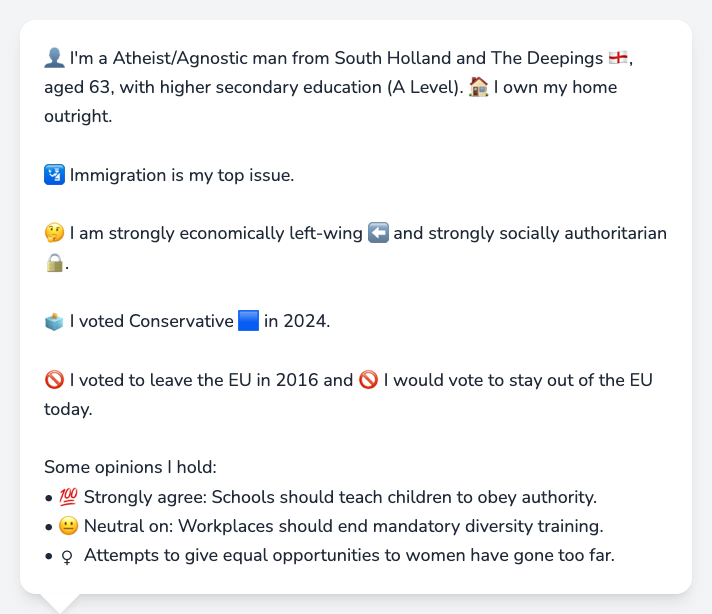 👤 I'm a Atheist/Agnostic man from South Holland and The Deepings 🏴󠁧󠁢󠁥󠁮󠁧󠁿,
aged 63, with higher secondary education (A Level). 🏠 I own my home
outright.
🛂 Immigration is my top issue.
🤔 I am strongly economically left-wing ⬅️ and strongly socially authoritarian
🔒.
🗳️ I voted Conservative 🟦 in 2024.
🚫 I voted to leave the EU in 2016 and 🚫 I would vote to stay out of the EU
today.
Some opinions I hold:
• 💯 Strongly agree: Schools should teach children to obey authority.
• 😐 Neutral on: Workplaces should end mandatory diversity training.
• ♀ Attempts to give equal opportunities to women have gone too far.